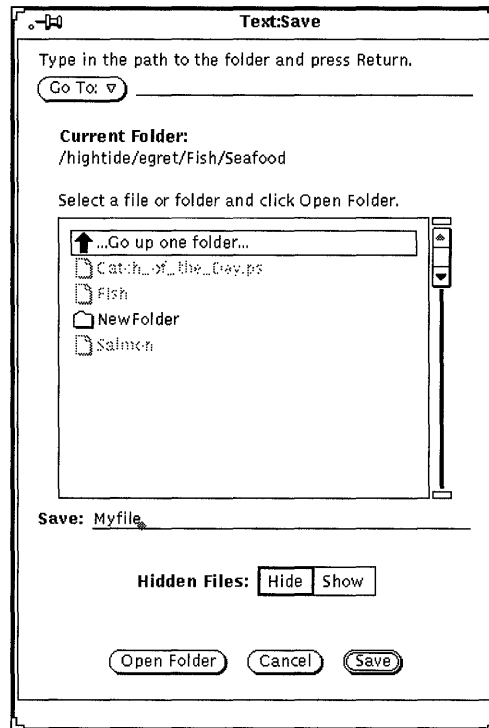 Text:Save
Type in the path to the folder and press Return.
Go To:
Current Folder:
/hightide/egret/Fish/Seafood
Select a file or folder and click Open Folder.
...Go up one folder...
Catch_of_the_Day.ps
Fish
NewFolder
Salmon
Save: Myfile
Hidden Files: Hide Show
Open Folder Cancel Save